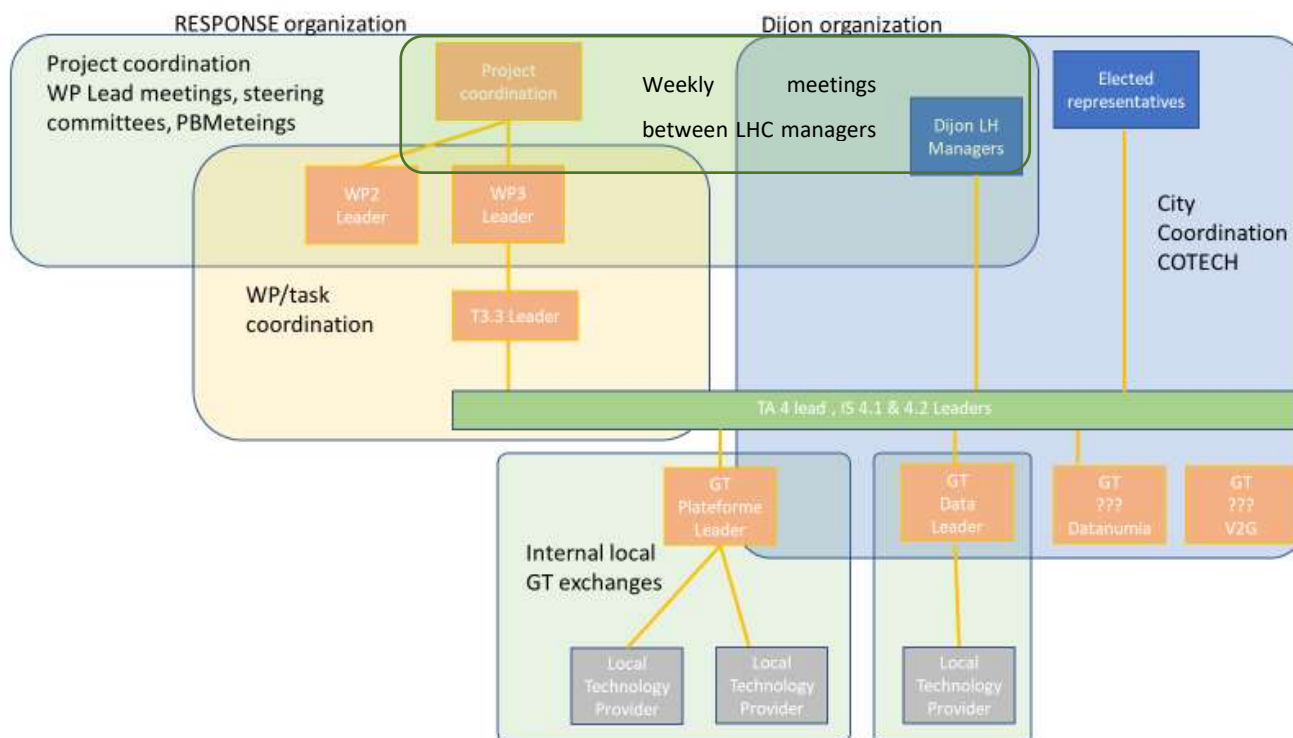 RESPONSE organization
Dijon organization
Project coordination
WP Lead meetings, steering
committees, PBMeteings
Project
coordination
Weekly meetings
between LHC managers
Dijon LH
Managers
Elected
representatives
WP2
Leader
WP3
Leader
City
Coordination
COTECH
WP/task
coordination
T3.3 Leader
TA 4 lead , IS 4.1 & 4.2 Leaders
GT
Plateforme
Leader
GT
Data
Leader
GT
???
Datanumia
GT
???
V2G
Internal local
GT exchanges
Local
Technology
Provider
Local
Technology
Provider
Local
Technology
Provider